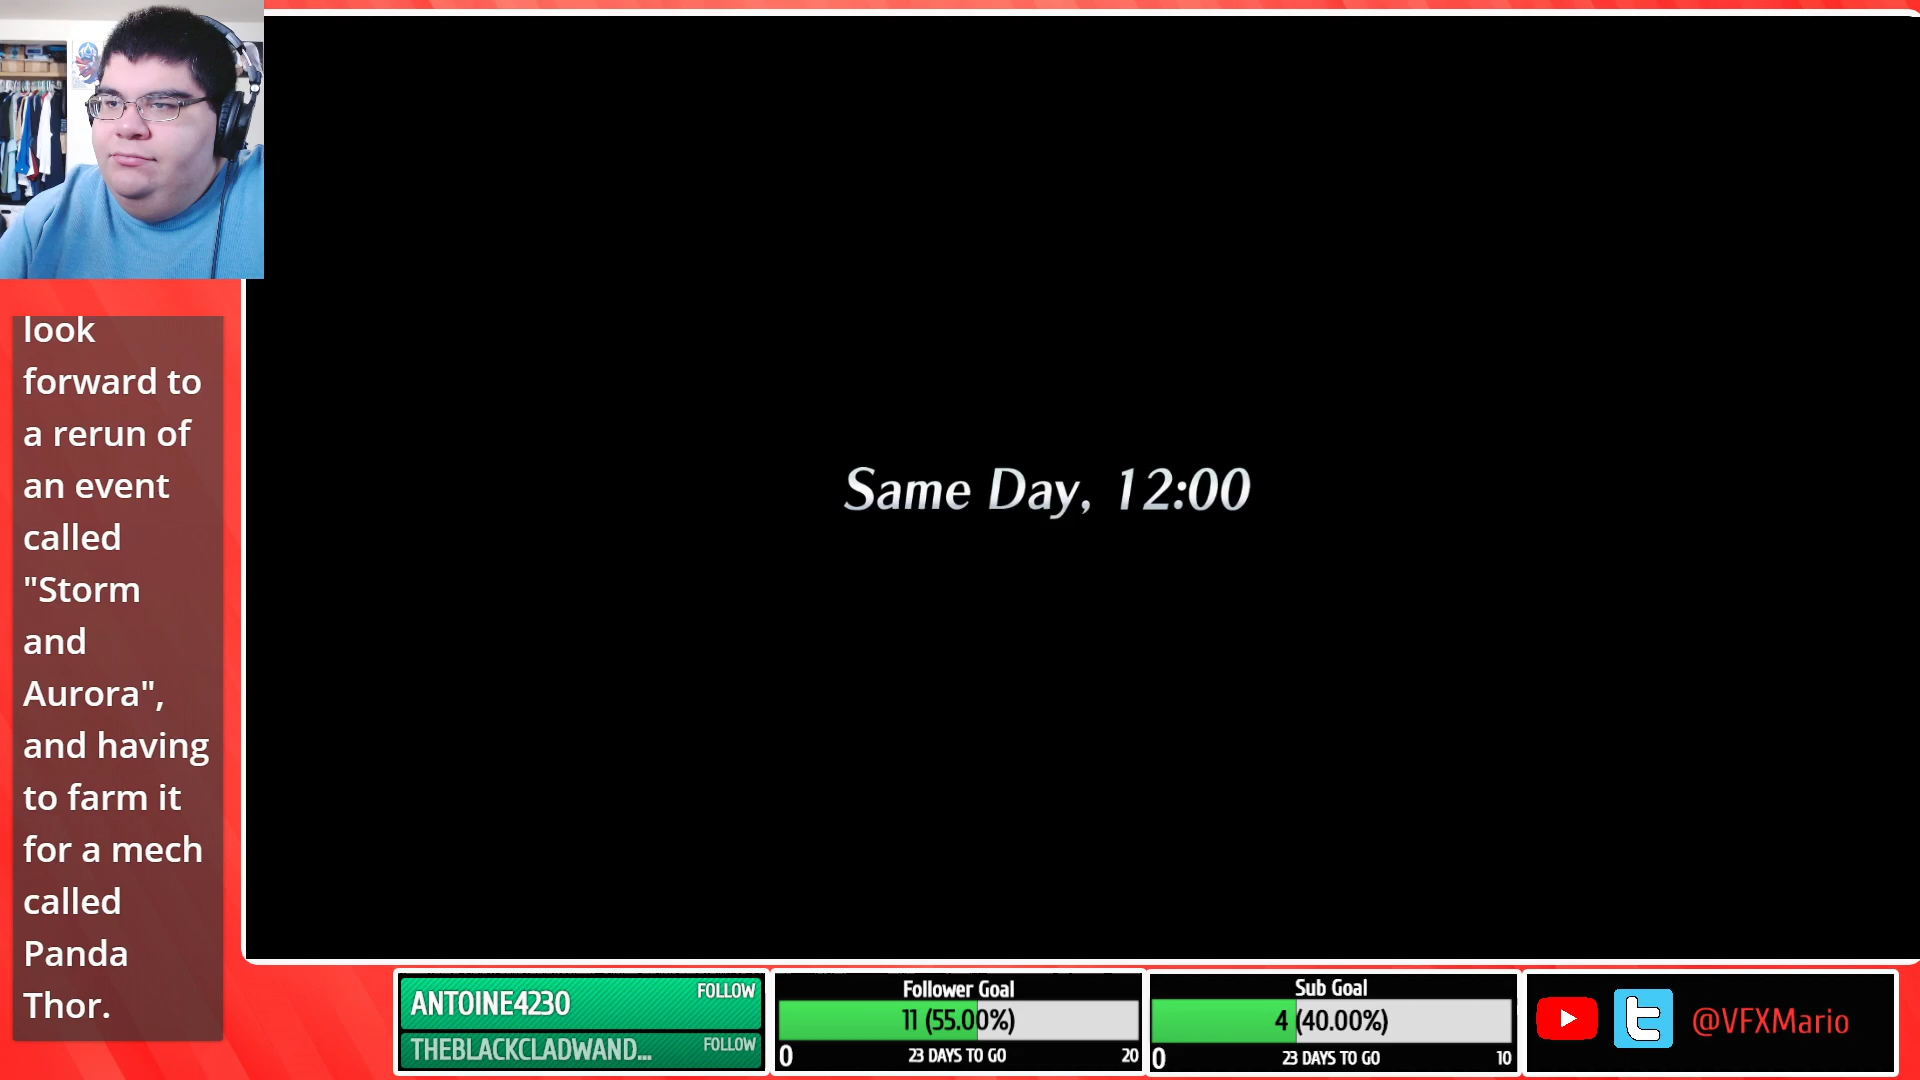 look
forward to
a rerun of
an event
called
"Storm
and
Aurora",
and having
to farm it
for a mech
called
Panda
Thor.
Same Day, 12:00
ANTOINE4230 FOLLOW
THEBLACKCLADWAND... FOLLOW
Follower Goal
11 (55.00%)
0 23 DAYS TO GO 20
Sub Goal
4 (40.00%)
0 23 DAYS TO GO 10
@VFXMario